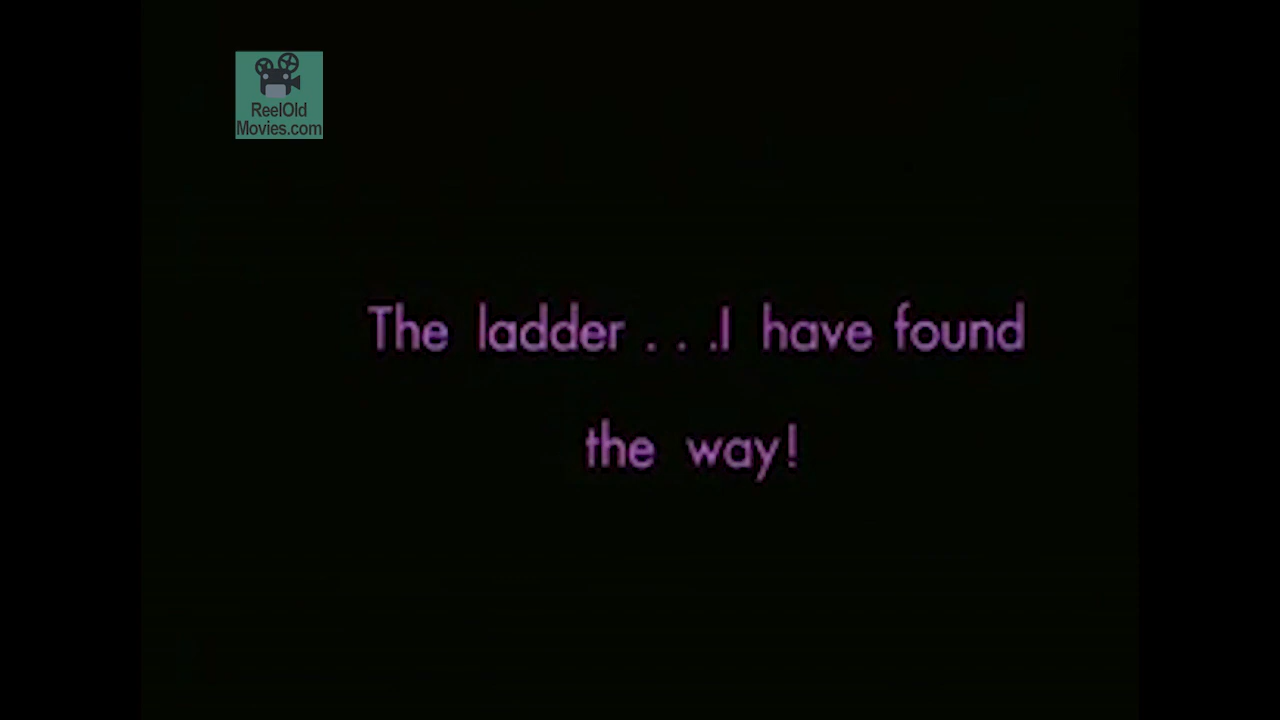 ReelOld
Movies.com
The ladder . . .I have found
the way!